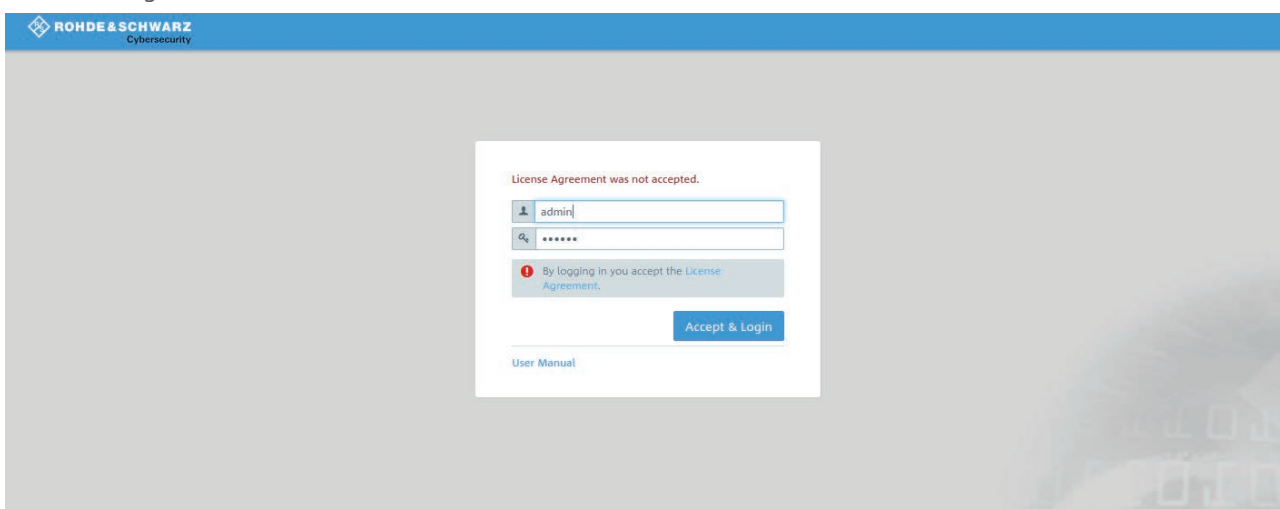 ROHDE & SCHWARZ
Cybersecurity
License Agreement was not accepted.
admin
••••••
By logging in you accept the License
Agreement.
Accept & Login
User Manual